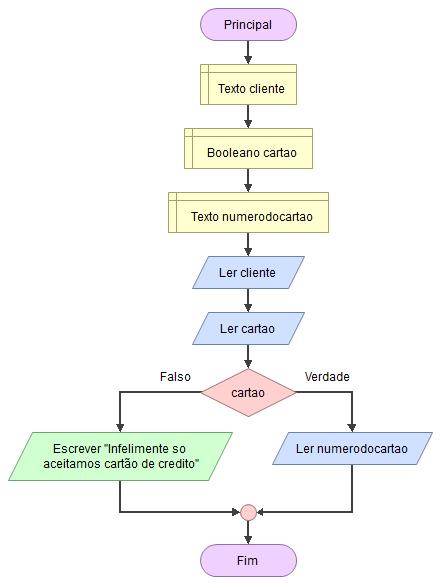 Principal
Texto cliente
Booleano cartao
Texto numerodocartao
Ler cliente
Ler cartao
Falso
Verdade
cartao
Escrever "Infelimente so
aceitamos cartão de credito"
Ler numerodocartao
Fim